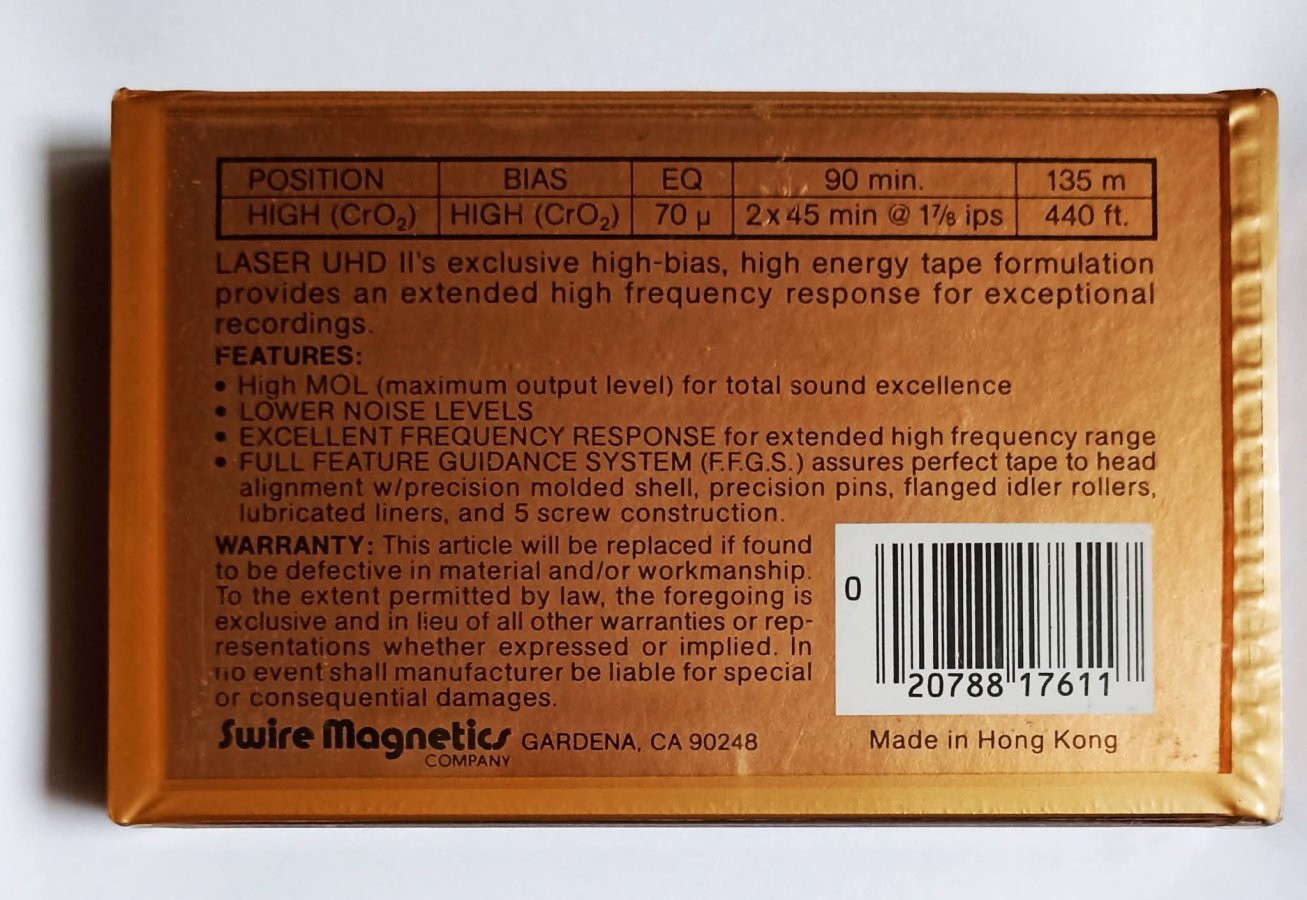 POSITION BIAS EQ 90 min. 135 m
HIGH (CrO₂) HIGH (CrO₂) 70 µ 2x45 min @ 1⅞ ips 440 ft.
LASER UHD II's exclusive high-bias, high energy tape formulation
provides an extended high frequency response for exceptional
recordings.
FEATURES:
• High MOL (maximum output level) for total sound excellence
• LOWER NOISE LEVELS
• EXCELLENT FREQUENCY RESPONSE for extended high frequency range
• FULL FEATURE GUIDANCE SYSTEM (F.F.G.S.) assures perfect tape to head
alignment w/precision molded shell, precision pins, flanged idler rollers,
lubricated liners, and 5 screw construction.
WARRANTY: This article will be replaced if found
to be defective in material and/or workmanship.
To the extent permitted by law, the foregoing is
exclusive and in lieu of all other warranties or rep-
resentations whether expressed or implied. In
no event shall manufacturer be liable for special
or consequential damages.
Swire Magnetics GARDENA, CA 90248
COMPANY
0 20788 17611
Made in Hong Kong